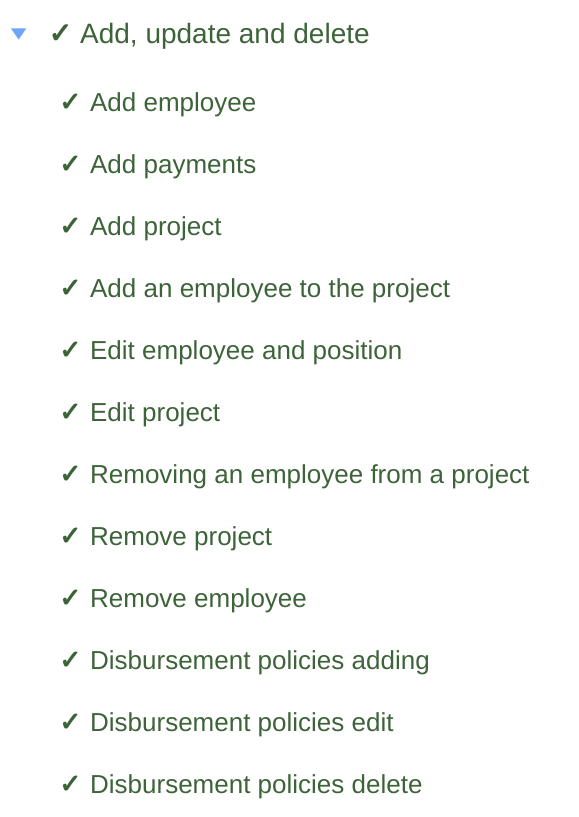 ✓ Add, update and delete
✓ Add employee
✓ Add payments
✓ Add project
✓ Add an employee to the project
✓ Edit employee and position
✓ Edit project
✓ Removing an employee from a project
✓ Remove project
✓ Remove employee
✓ Disbursement policies adding
✓ Disbursement policies edit
✓ Disbursement policies delete